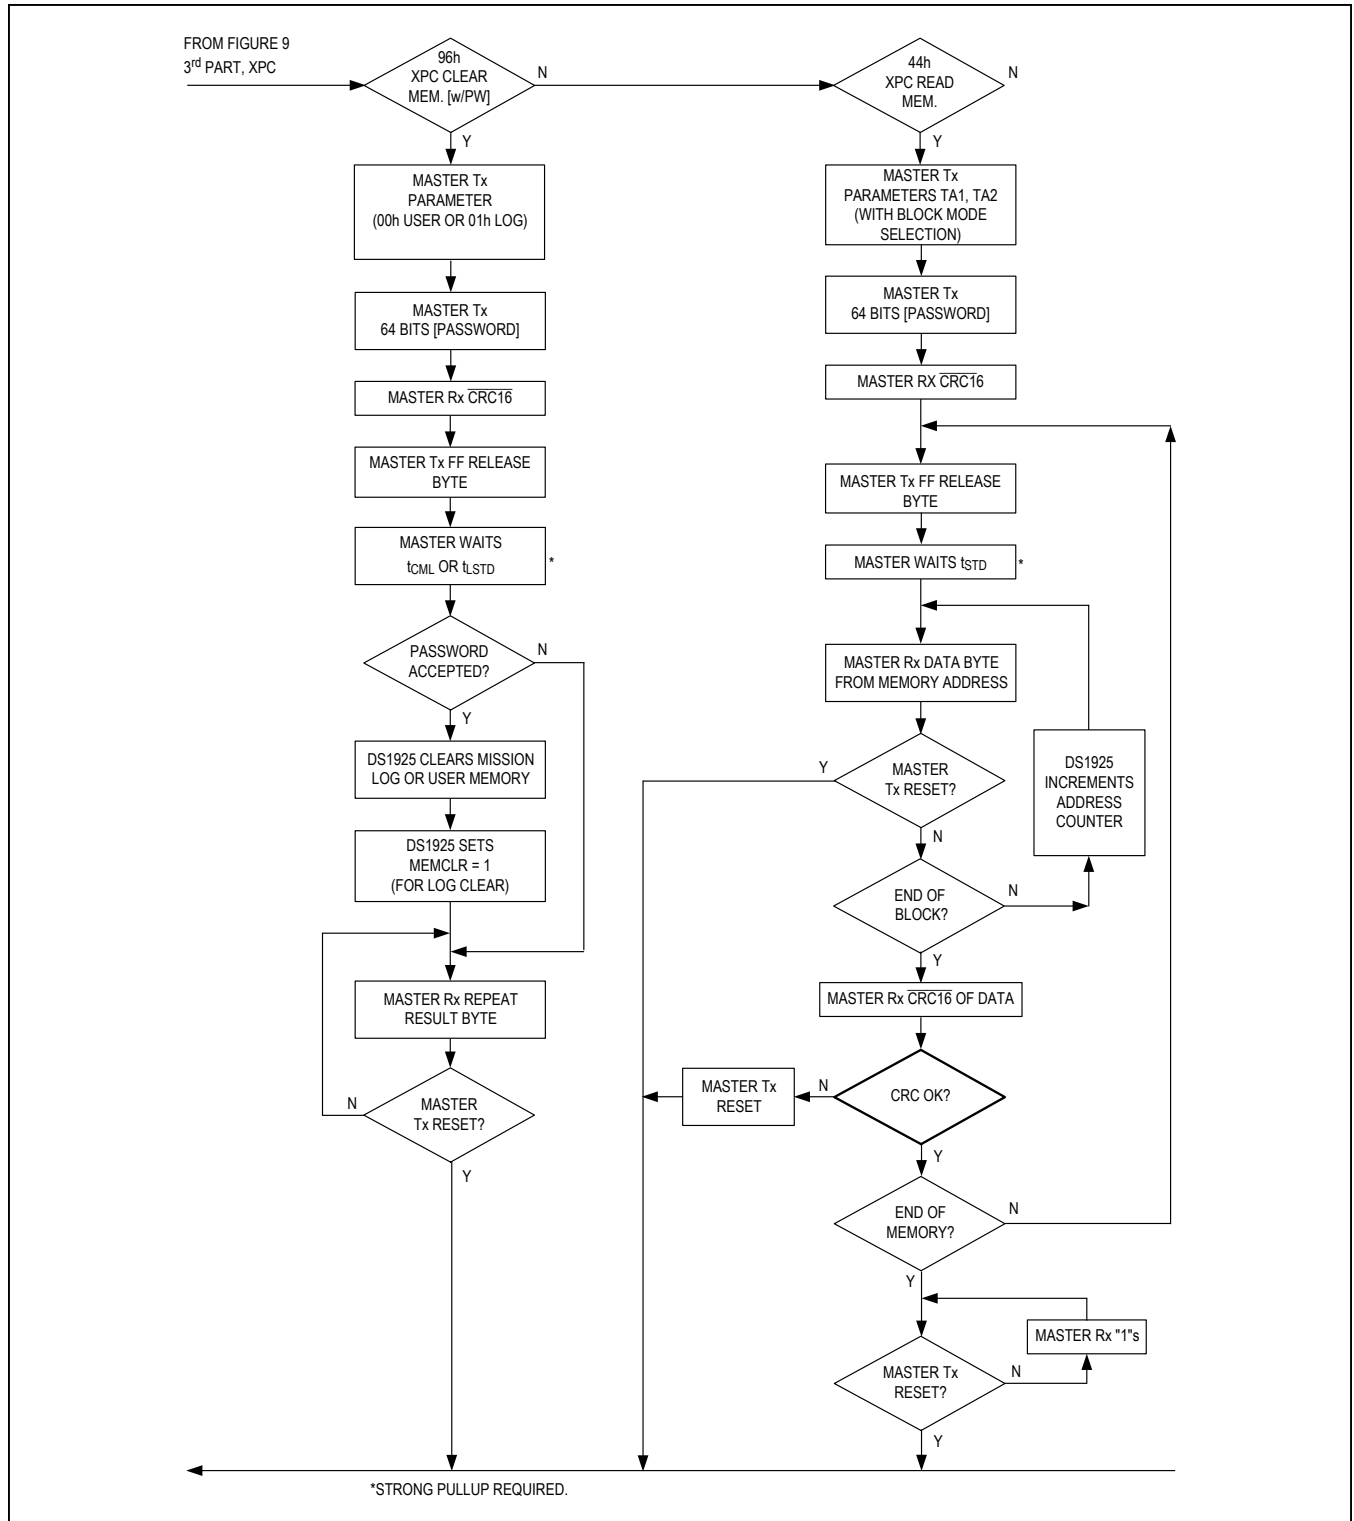 FROM FIGURE 9
3rd PART, XPC
96h
XPC CLEAR
MEM. [w/PW]
N
Y
MASTER Tx
PARAMETER
(00h USER OR 01h LOG)
MASTER Tx
64 BITS [PASSWORD]
MASTER Rx CRC16
MASTER Tx FF RELEASE
BYTE
MASTER WAITS
tCML OR tLSTD
*
PASSWORD
ACCEPTED?
N
Y
DS1925 CLEARS MISSION
LOG OR USER MEMORY
DS1925 SETS
MEMCLR = 1
(FOR LOG CLEAR)
MASTER Rx REPEAT
RESULT BYTE
MASTER
Tx RESET?
N
Y
44h
XPC READ
MEM.
N
Y
MASTER Tx
PARAMETERS TA1, TA2
(WITH BLOCK MODE
SELECTION)
MASTER Tx
64 BITS [PASSWORD]
MASTER RX CRC16
MASTER Tx FF RELEASE
BYTE
MASTER WAITS tSTD
*
MASTER Rx DATA BYTE
FROM MEMORY ADDRESS
MASTER
Tx RESET?
Y
N
DS1925
INCREMENTS
ADDRESS
COUNTER
END OF
BLOCK?
N
Y
MASTER Rx CRC16 OF DATA
CRC OK?
N
MASTER Tx
RESET
Y
END OF
MEMORY?
N
Y
MASTER Rx "1"s
MASTER Tx
RESET?
N
Y
*STRONG PULLUP REQUIRED.